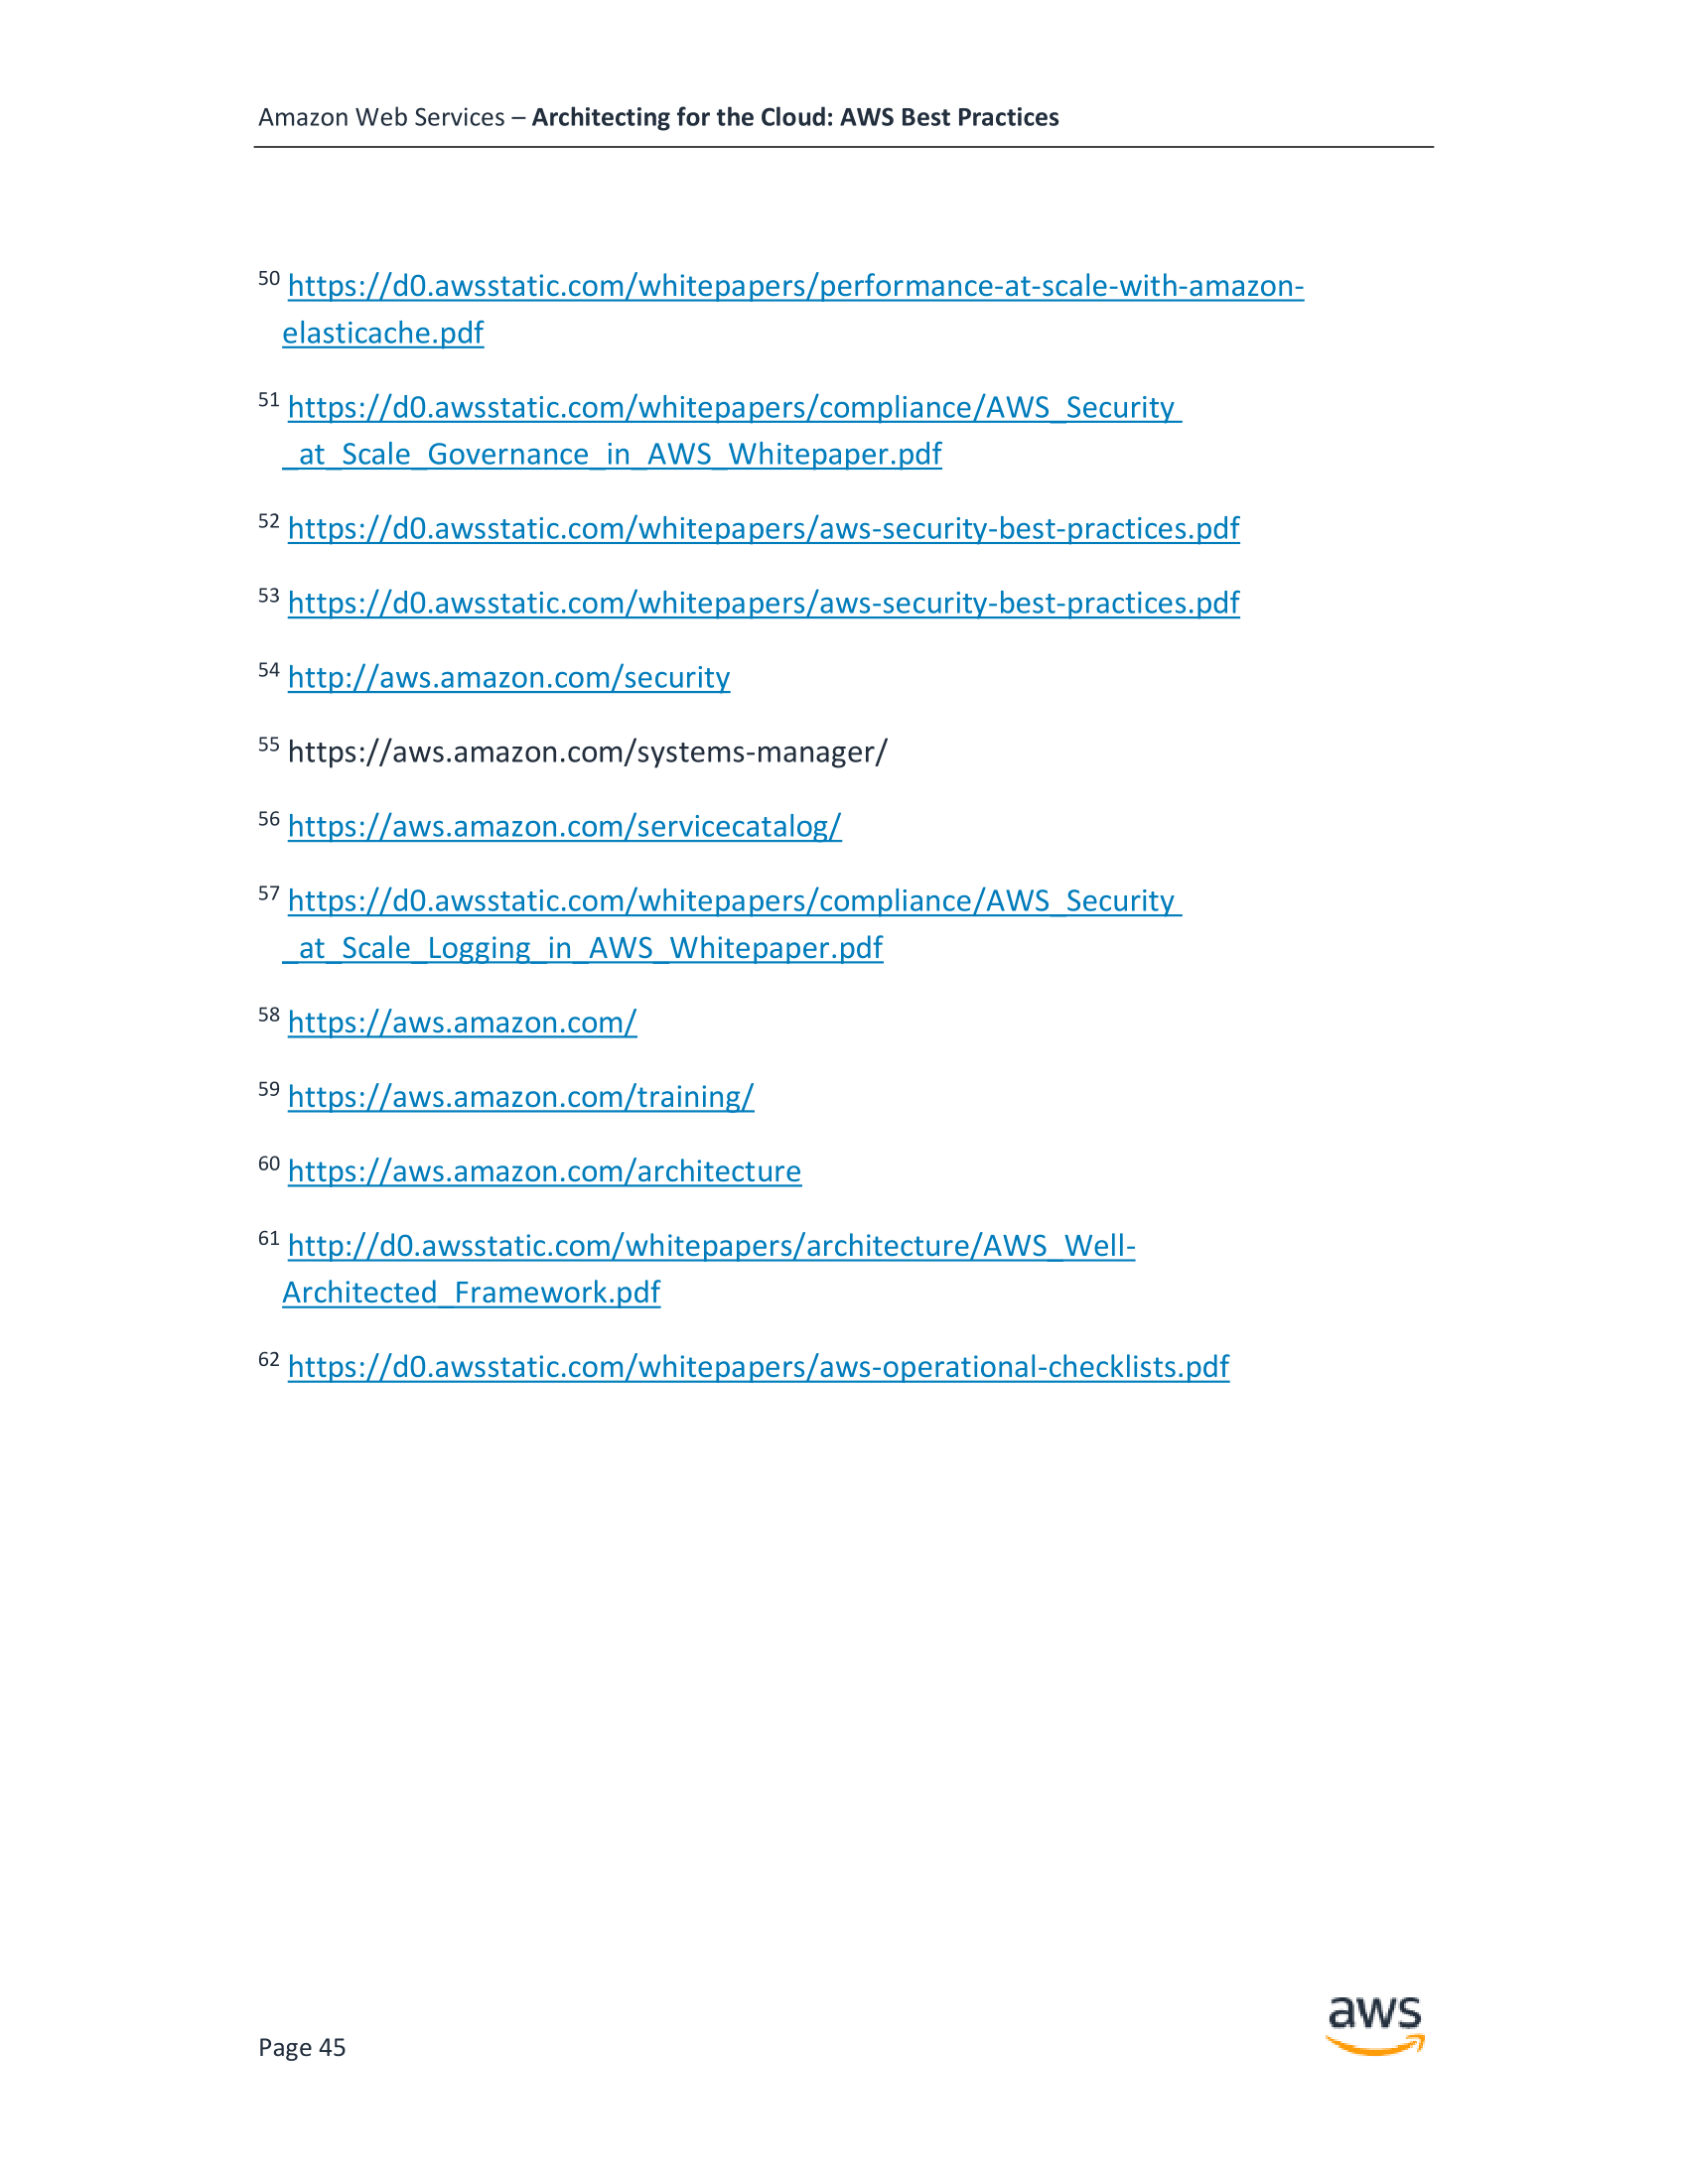 Amazon Web Services – Architecting for the Cloud: AWS Best Practices
50 https://d0.awsstatic.com/whitepapers/performance-at-scale-with-amazon-
elasticache.pdf
51 https://d0.awsstatic.com/whitepapers/compliance/AWS_Security
_at_Scale_Governance_in_AWS_Whitepaper.pdf
52 https://d0.awsstatic.com/whitepapers/aws-security-best-practices.pdf
53 https://d0.awsstatic.com/whitepapers/aws-security-best-practices.pdf
54 http://aws.amazon.com/security
55 https://aws.amazon.com/systems-manager/
56 https://aws.amazon.com/servicecatalog/
57 https://d0.awsstatic.com/whitepapers/compliance/AWS_Security
_at_Scale_Logging_in_AWS_Whitepaper.pdf
58 https://aws.amazon.com/
59 https://aws.amazon.com/training/
60 https://aws.amazon.com/architecture
61 http://d0.awsstatic.com/whitepapers/architecture/AWS_Well-
Architected_Framework.pdf
62 https://d0.awsstatic.com/whitepapers/aws-operational-checklists.pdf
aws
Page 45